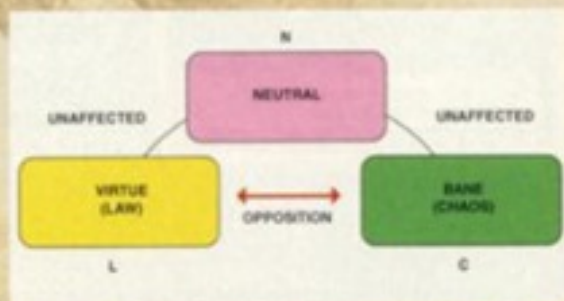 N
NEUTRAL
UNAFFECTED
UNAFFECTED
VIRTUE
(LAW)
OPPOSITION
BANE
(CHAOS)
L
C